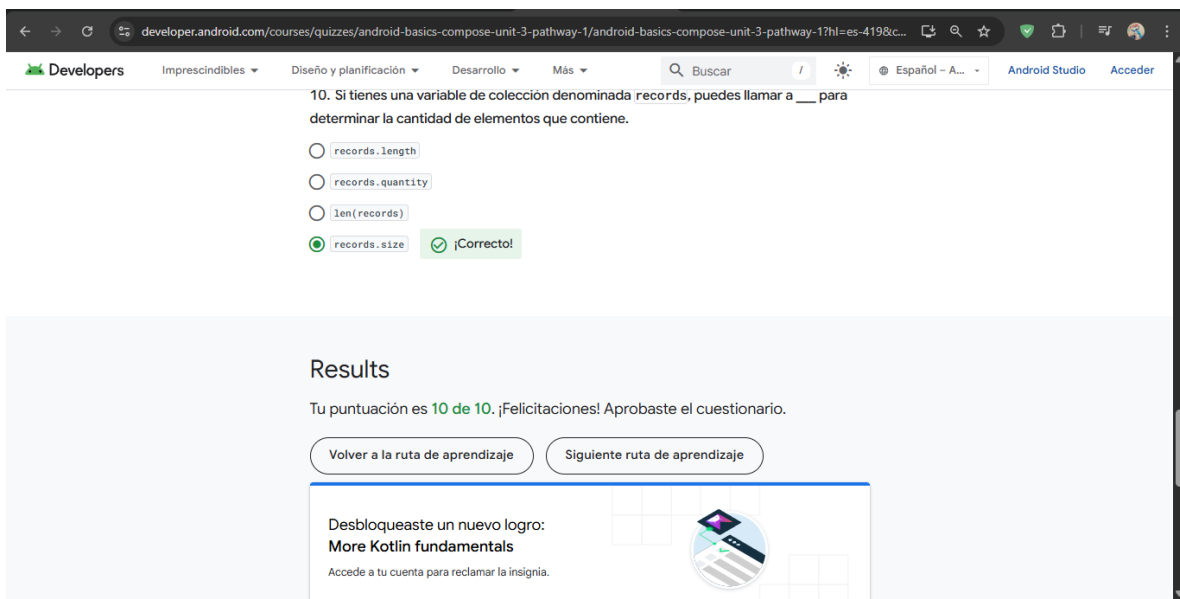 developer.android.com/courses/quizzes/android-basics-compose-unit-3-pathway-1/android-basics-compose-unit-3-pathway-1?hl=es-419&c...
Developers Imprescindibles Diseño y planificación Desarrollo Más Buscar / Español – A... Android Studio Acceder
10. Si tienes una variable de colección denominada records, puedes llamar a ___ para
determinar la cantidad de elementos que contiene.
records.length
records.quantity
len(records)
records.size ¡Correcto!
Results
Tu puntuación es 10 de 10. ¡Felicitaciones! Aprobaste el cuestionario.
Volver a la ruta de aprendizaje Siguiente ruta de aprendizaje
Desbloqueaste un nuevo logro:
More Kotlin fundamentals
Accede a tu cuenta para reclamar la insignia.